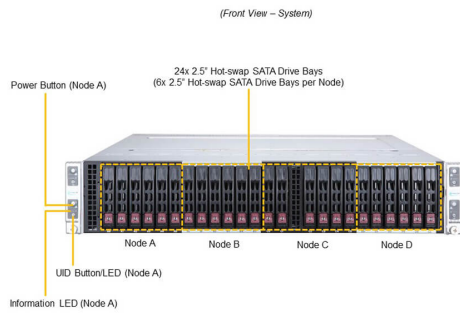 (Front View – System)
24x 2.5" Hot-swap SATA Drive Bays
(6x 2.5" Hot-swap SATA Drive Bays per Node)
Power Button (Node A)
Node A
Node B
Node C
Node D
UID Button/LED (Node A)
Information LED (Node A)